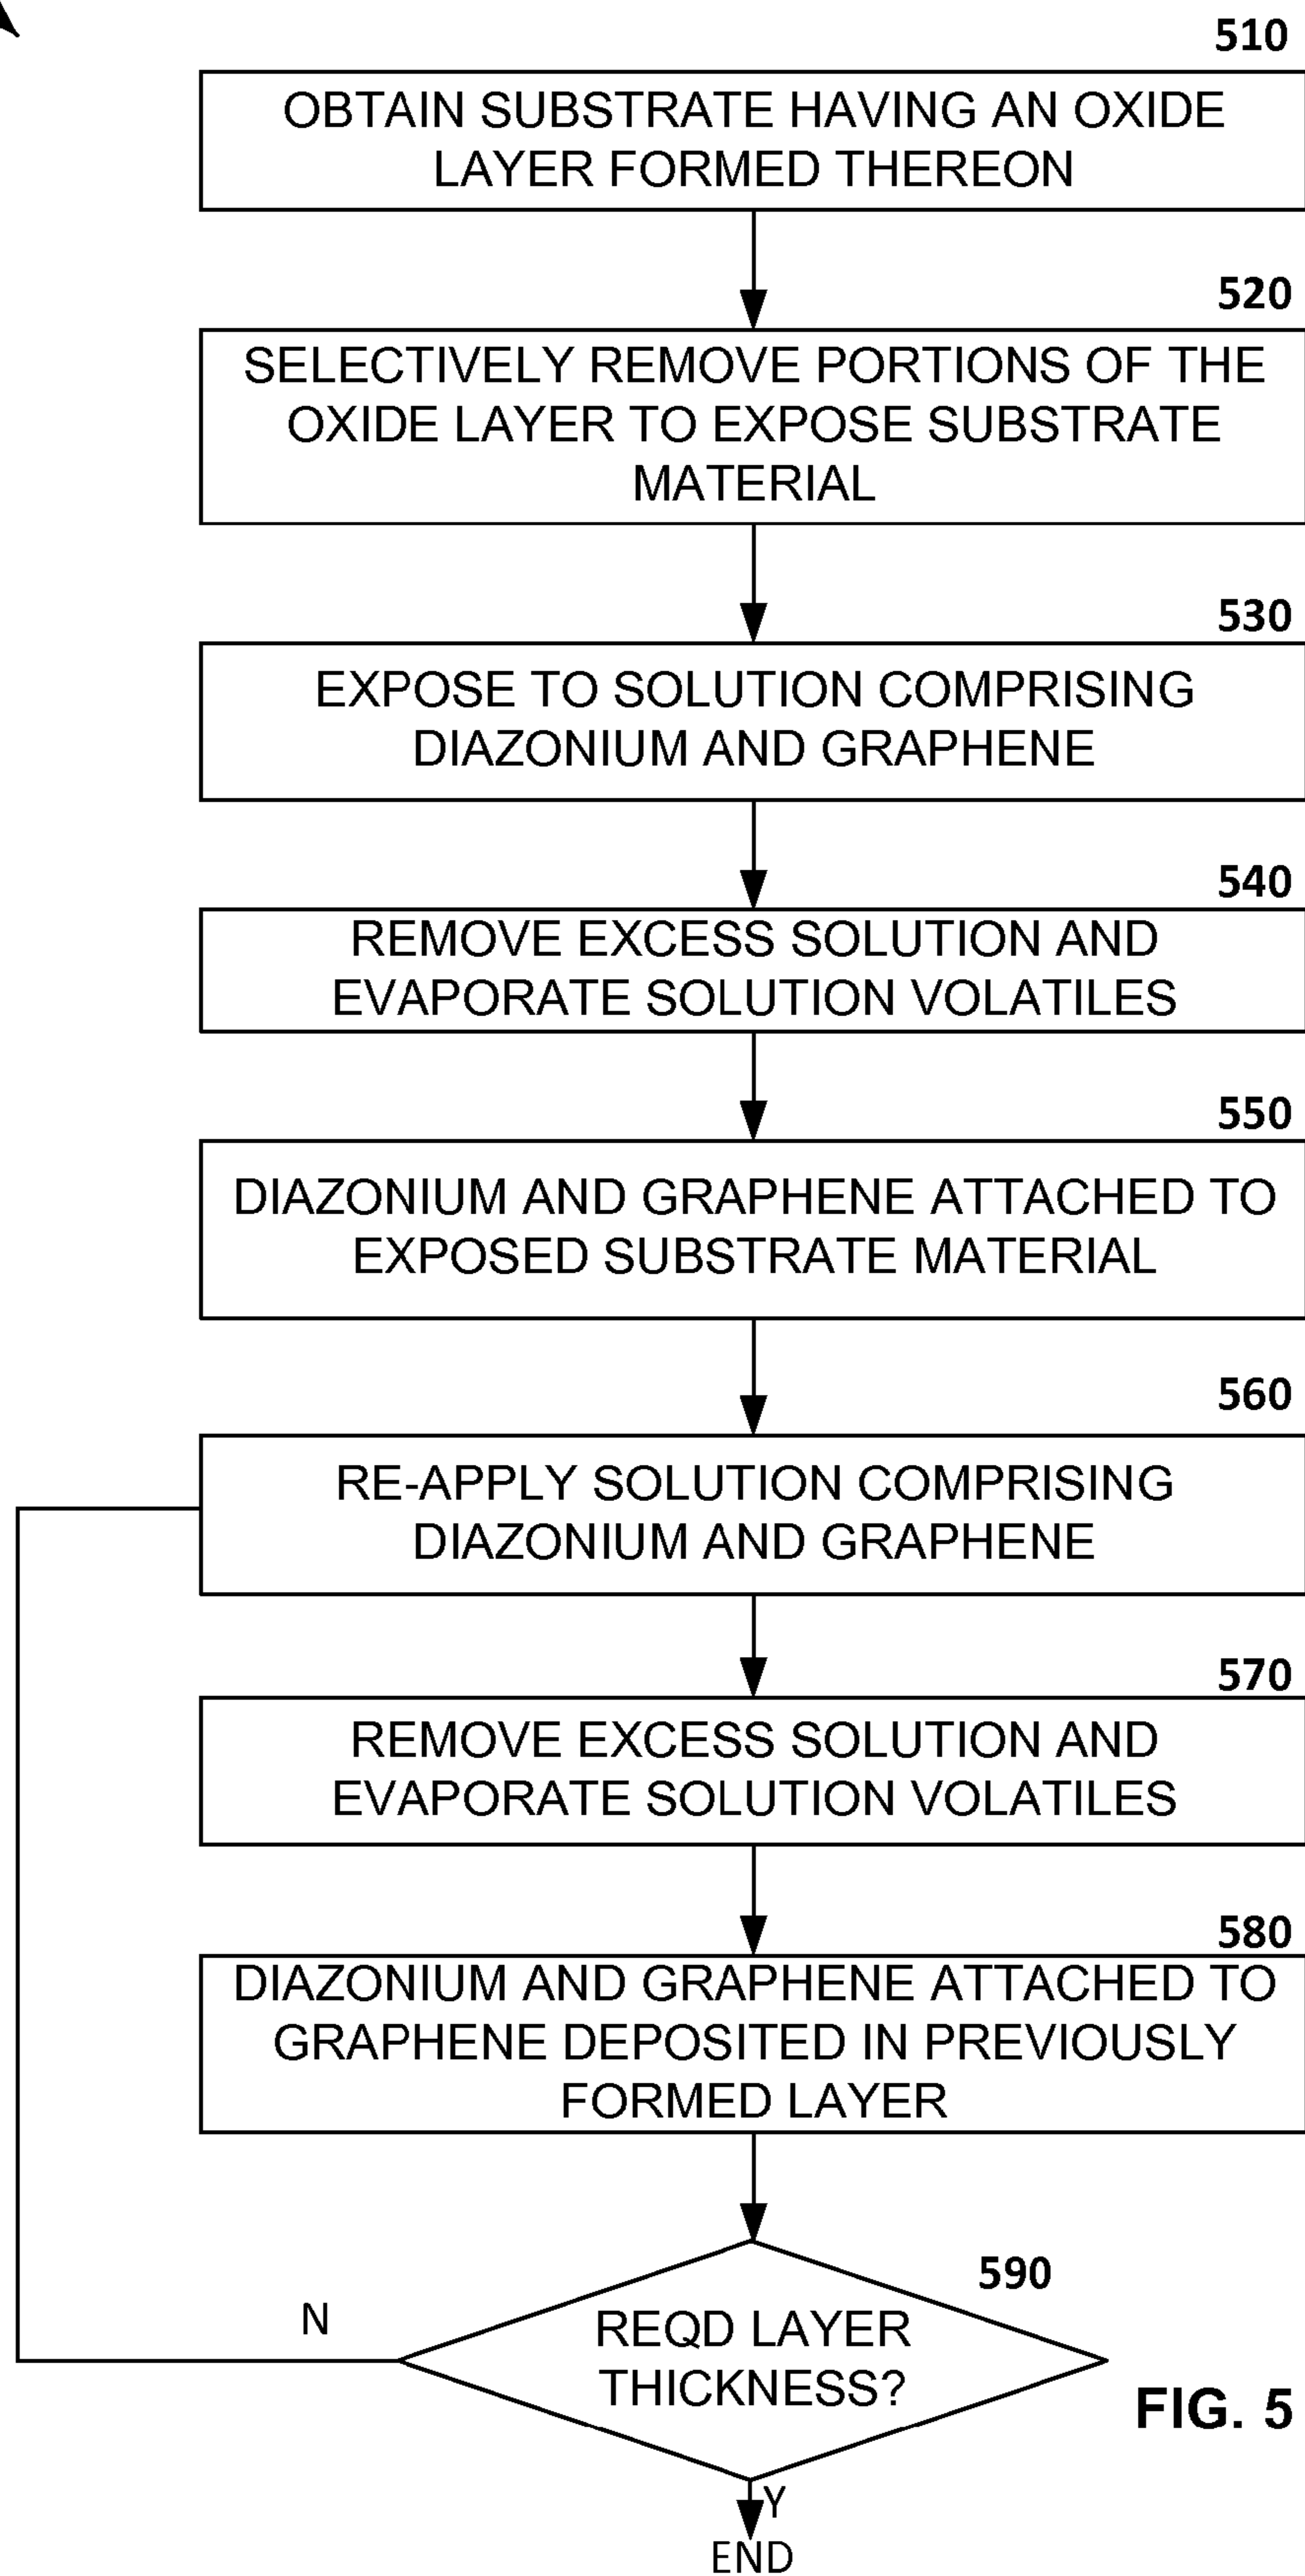 510
OBTAIN SUBSTRATE HAVING AN OXIDE
LAYER FORMED THEREON
520
SELECTIVELY REMOVE PORTIONS OF THE
OXIDE LAYER TO EXPOSE SUBSTRATE
MATERIAL
530
EXPOSE TO SOLUTION COMPRISING
DIAZONIUM AND GRAPHENE
540
REMOVE EXCESS SOLUTION AND
EVAPORATE SOLUTION VOLATILES
550
DIAZONIUM AND GRAPHENE ATTACHED TO
EXPOSED SUBSTRATE MATERIAL
560
RE-APPLY SOLUTION COMPRISING
DIAZONIUM AND GRAPHENE
570
REMOVE EXCESS SOLUTION AND
EVAPORATE SOLUTION VOLATILES
580
DIAZONIUM AND GRAPHENE ATTACHED TO
GRAPHENE DEPOSITED IN PREVIOUSLY
FORMED LAYER
590
N
REQD LAYER
THICKNESS?
FIG. 5
Y
END